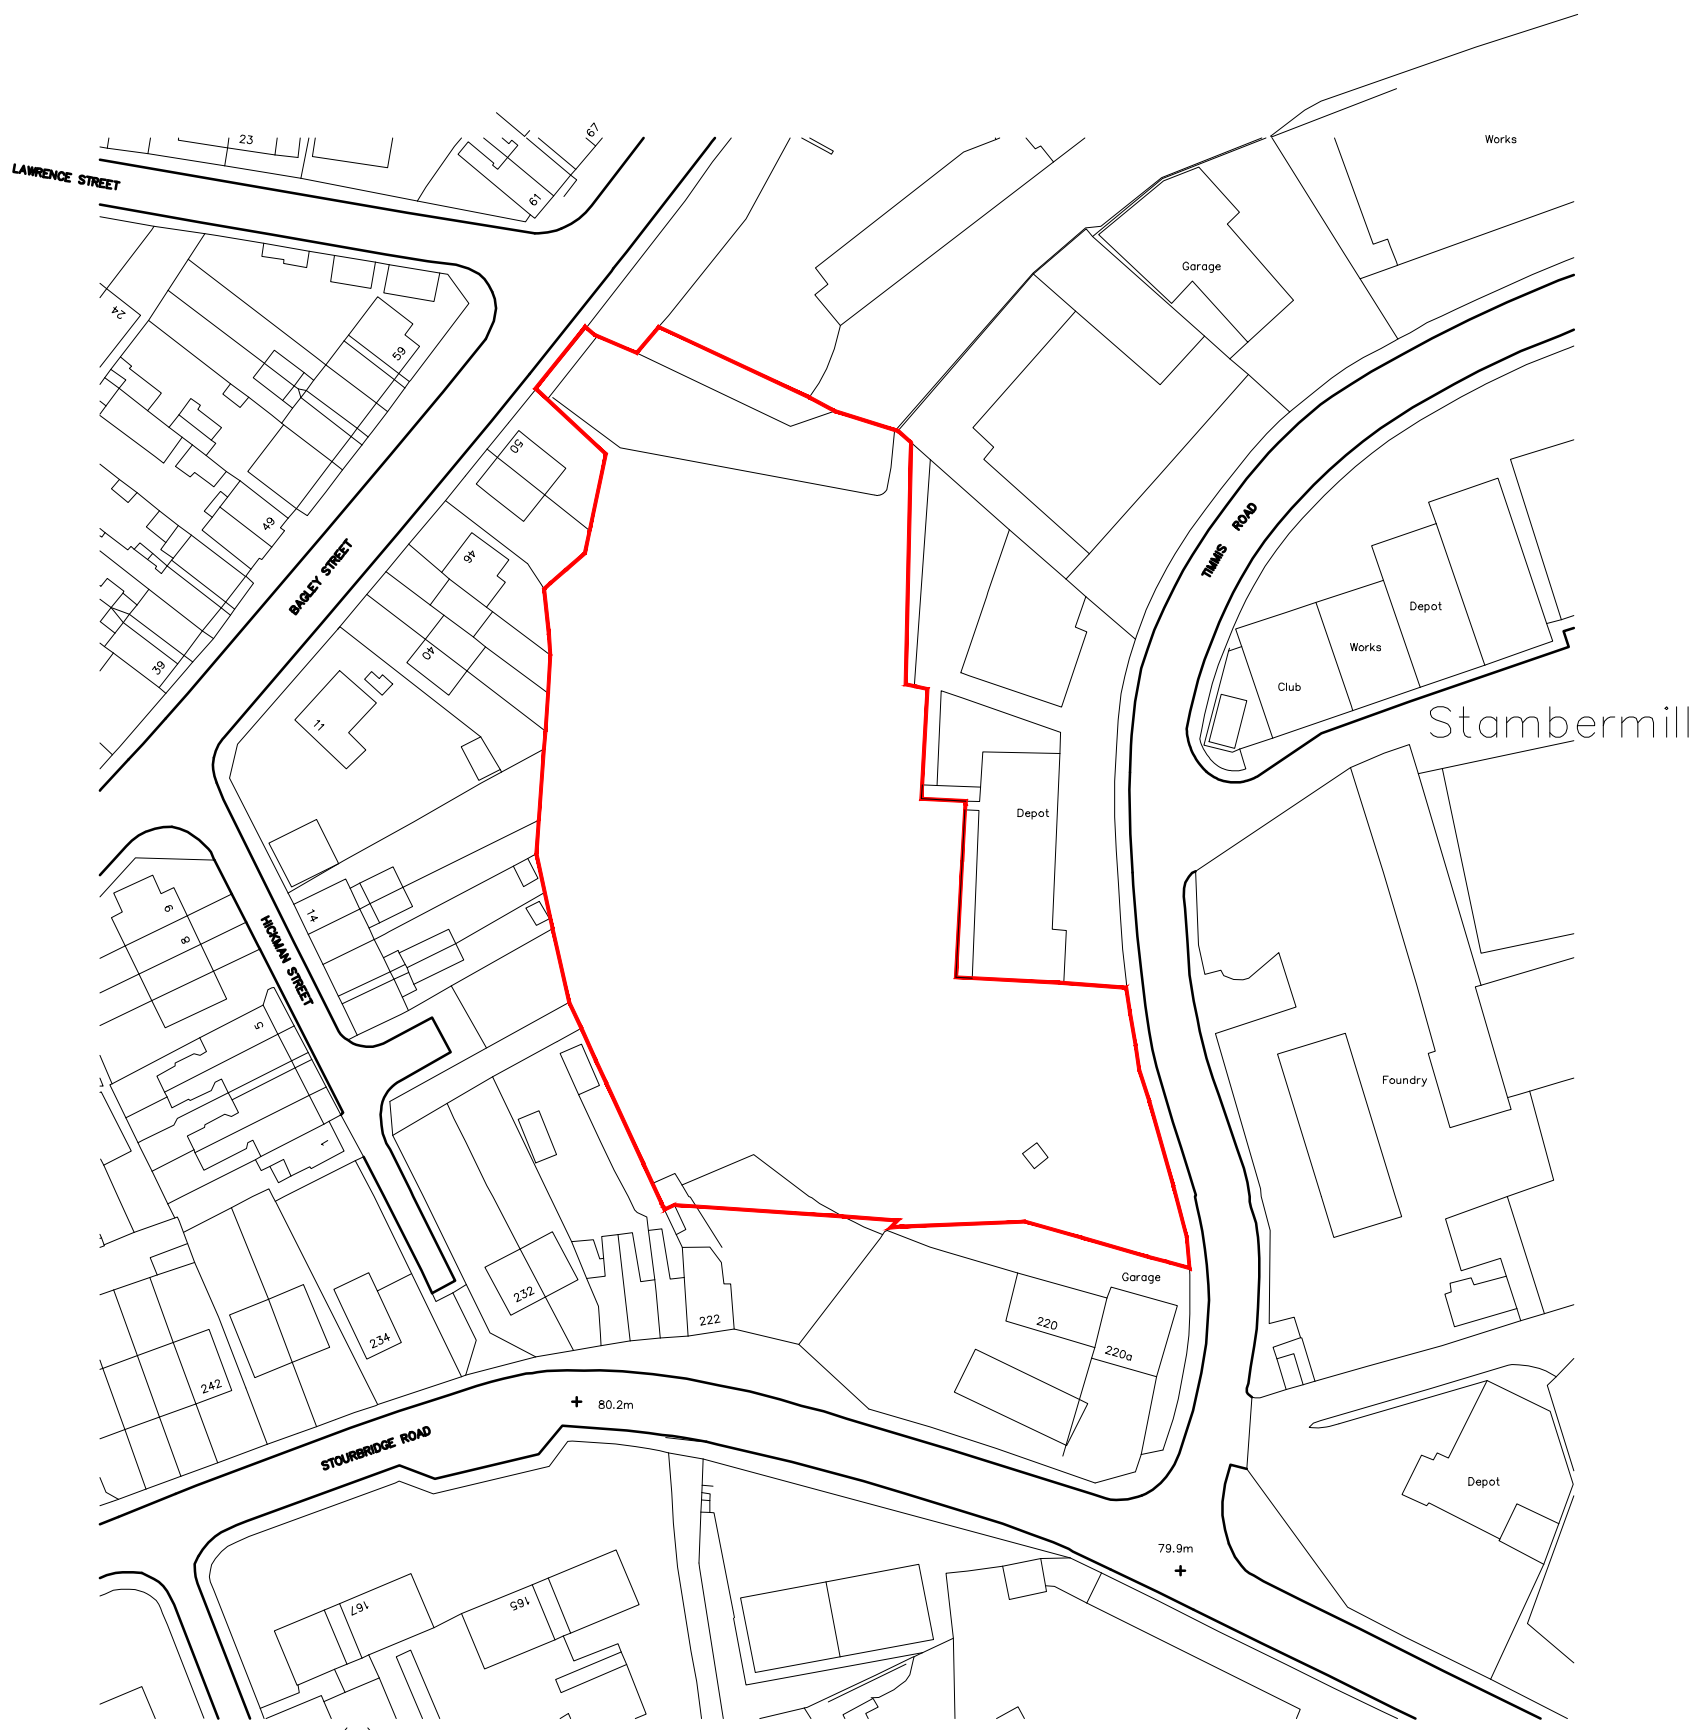 Works
67
23
LAWRENCE STREET
61
Garage
24
59
50
49
TIMMIS ROAD
46
BAGLEY STREET
Depot
40
Works
39
Club
11
Stambermill
Depot
9
14
8
HICKMAN STREET
5
Foundry
1
Garage
232
222
220
234
220a
242
80.2m
STOURBRIDGE ROAD
Depot
79.9m
165
167